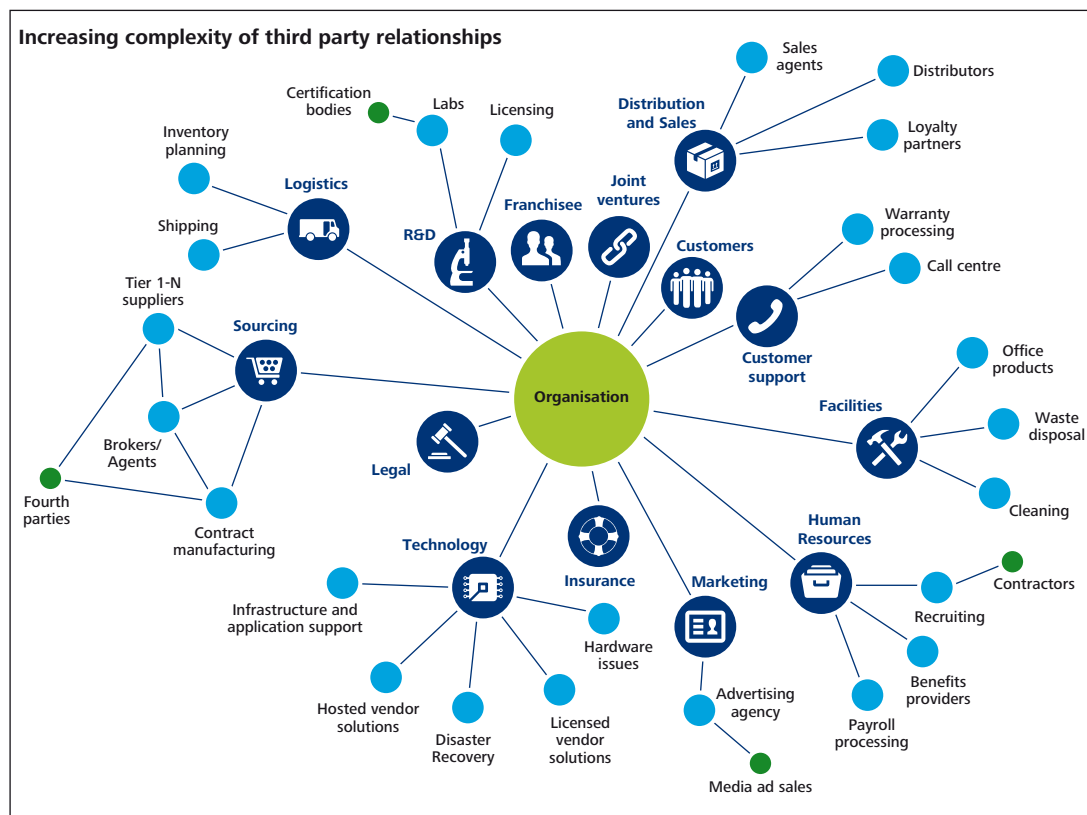 Increasing complexity of third party relationships
Sales
agents
Distributors
Distribution
and Sales
Loyalty
partners
Certification
bodies
Labs
Licensing
Inventory
planning
Logistics
Shipping
R&D
Franchisee
Joint
ventures
Customers
Warranty
processing
Call centre
Customer
support
Tier 1-N
suppliers
Sourcing
Brokers/
Agents
Fourth
parties
Contract
manufacturing
Organisation
Legal
Office
products
Facilities
Waste
disposal
Cleaning
Technology
Insurance
Marketing
Human
Resources
Contractors
Recruiting
Benefits
providers
Payroll
processing
Infrastructure and
application support
Hardware
issues
Hosted vendor
solutions
Disaster
Recovery
Licensed
vendor
solutions
Advertising
agency
Media ad sales